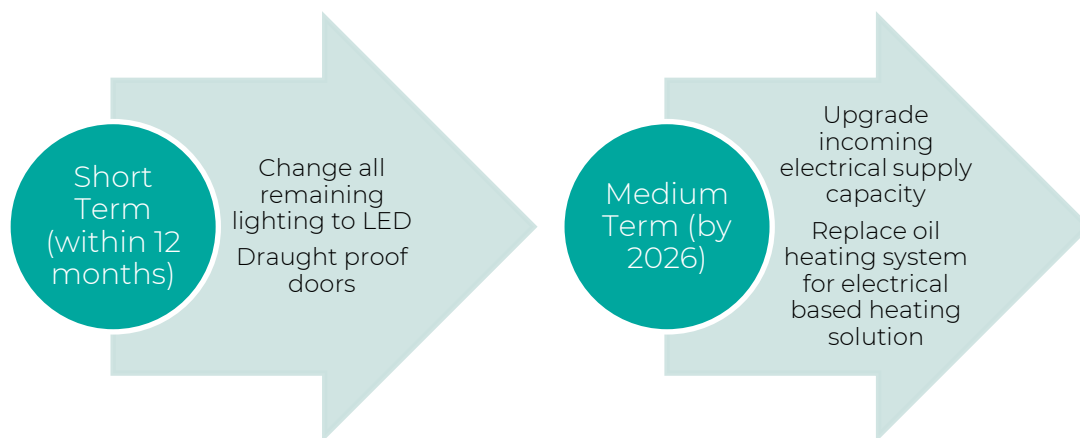 Short
Term
(within 12
months)
Change all
remaining
lighting to LED
Draught proof
doors
Medium
Term (by
2026)
Upgrade
incoming
electrical supply
capacity
Replace oil
heating system
for electrical
based heating
solution